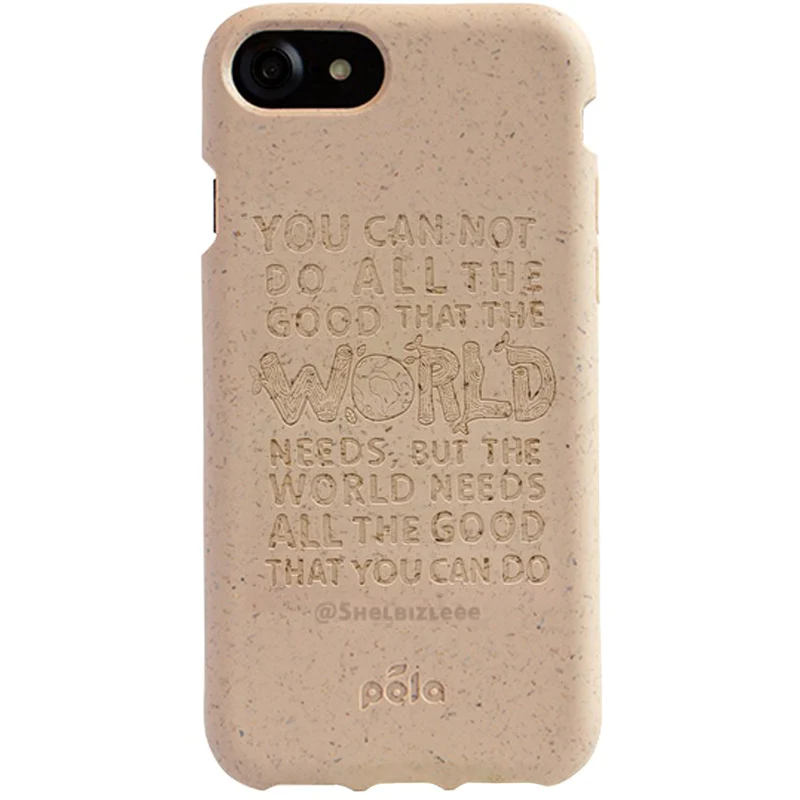 YOU CAN NOT
DO ALL THE
GOOD THAT THE
WORLD
NEEDS, BUT THE
WORLD NEEDS
ALL THE GOOD
THAT YOU CAN DO
@Shelbizleee
pela